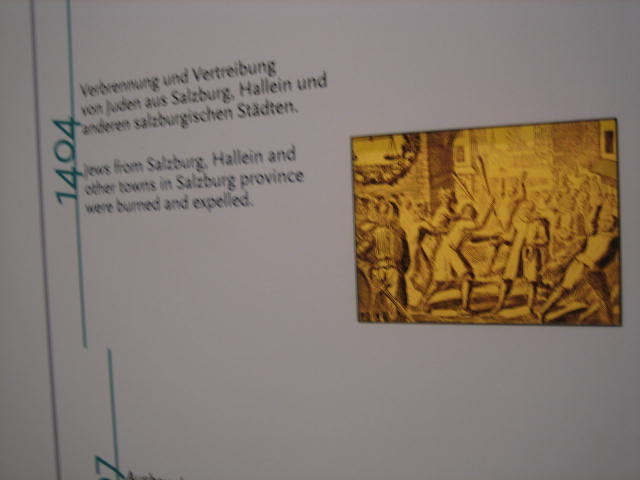 1404
Verbrennung und Vertreibung
von Juden aus Salzburg, Hallein und
anderen salzburgischen Städten.
Jews from Salzburg, Hallein and
other towns in Salzburg province
were burned and expelled.